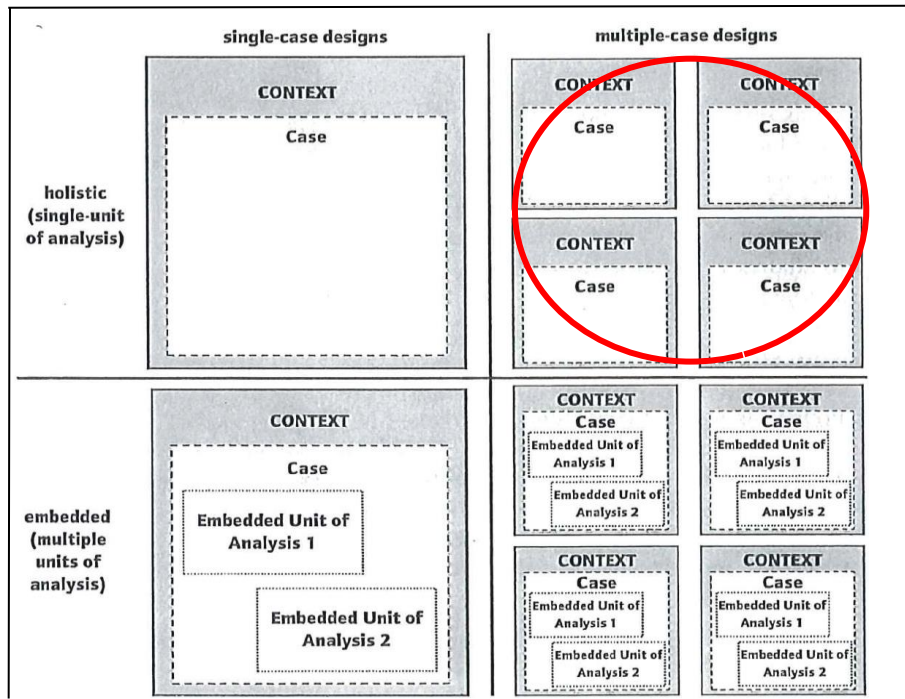 single-case designs
multiple-case designs
holistic
(single-unit
of analysis)
CONTEXT
Case
CONTEXT
Case
CONTEXT
Case
CONTEXT
Case
CONTEXT
Case
embedded
(multiple
units of
analysis)
CONTEXT
Case
Embedded Unit of
Analysis 1
Embedded Unit of
Analysis 2
CONTEXT
Case
Embedded Unit of
Analysis 1
Embedded Unit of
Analysis 2
CONTEXT
Case
Embedded Unit of
Analysis 1
Embedded Unit of
Analysis 2
CONTEXT
Case
Embedded Unit of
Analysis 1
Embedded Unit of
Analysis 2
CONTEXT
Case
Embedded Unit of
Analysis 1
Embedded Unit of
Analysis 2